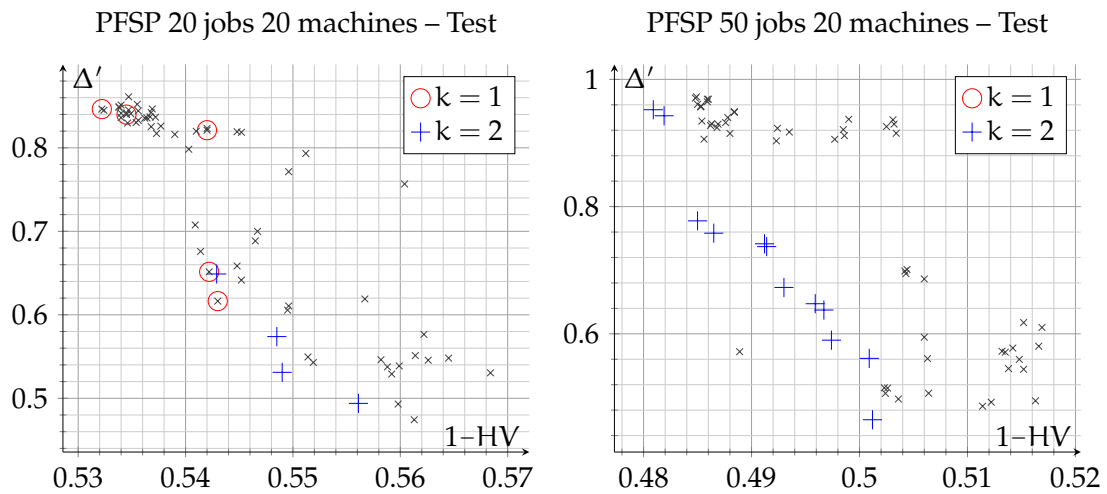 PFSP 20 jobs 20 machines – Test
Δ′
k = 1
k = 2
0.8
0.7
0.6
0.5
1–HV
0.53 0.54 0.55 0.56 0.57
PFSP 50 jobs 20 machines – Test
1
Δ′
k = 1
k = 2
0.8
0.6
1–HV
0.48 0.49 0.5 0.51 0.52